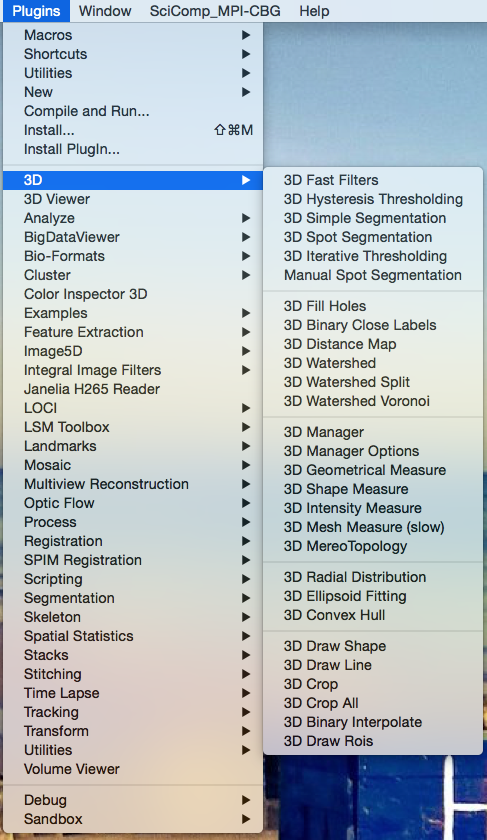 Plugins Window SciComp_MPI-CBG Help
Macros
Shortcuts
Utilities
New
Compile and Run...
Install... ⇧⌘M
Install PlugIn...
3D
3D Viewer
Analyze
BigDataViewer
Bio-Formats
Cluster
Color Inspector 3D
Examples
Feature Extraction
Image5D
Integral Image Filters
Janelia H265 Reader
LOCI
LSM Toolbox
Landmarks
Mosaic
Multiview Reconstruction
Optic Flow
Process
Registration
SPIM Registration
Scripting
Segmentation
Skeleton
Spatial Statistics
Stacks
Stitching
Time Lapse
Tracking
Transform
Utilities
Volume Viewer
Debug
Sandbox
3D Fast Filters
3D Hysteresis Thresholding
3D Simple Segmentation
3D Spot Segmentation
3D Iterative Thresholding
Manual Spot Segmentation
3D Fill Holes
3D Binary Close Labels
3D Distance Map
3D Watershed
3D Watershed Split
3D Watershed Voronoi
3D Manager
3D Manager Options
3D Geometrical Measure
3D Shape Measure
3D Intensity Measure
3D Mesh Measure (slow)
3D MereoTopology
3D Radial Distribution
3D Ellipsoid Fitting
3D Convex Hull
3D Draw Shape
3D Draw Line
3D Crop
3D Crop All
3D Binary Interpolate
3D Draw Rois